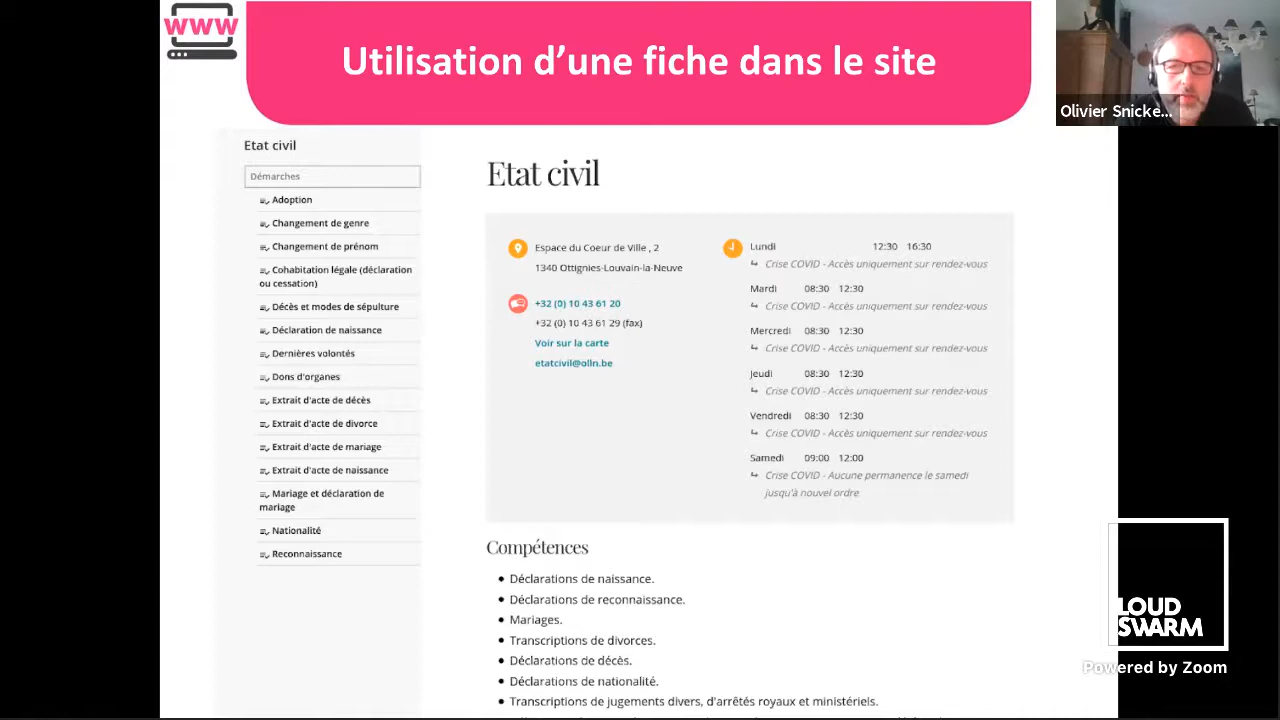 WWW
Utilisation d’une fiche dans le site
Olivier Snicke...
Etat civil
Démarches
Adoption
Changement de genre
Changement de prénom
Cohabitation légale (déclaration
ou cessation)
Décès et modes de sépulture
Déclaration de naissance
Dernières volontés
Dons d'organes
Extrait d'acte de décès
Extrait d'acte de divorce
Extrait d'acte de mariage
Extrait d'acte de naissance
Mariage et déclaration de
mariage
Nationalité
Reconnaissance
Etat civil
Espace du Coeur de Ville , 2
1340 Ottignies-Louvain-la-Neuve
+32 (0) 10 43 61 20
+32 (0) 10 43 61 29 (fax)
Voir sur la carte
etatcivil@olln.be
Lundi 12:30 16:30
Crise COVID - Accès uniquement sur rendez-vous
Mardi 08:30 12:30
Crise COVID - Accès uniquement sur rendez-vous
Mercredi 08:30 12:30
Crise COVID - Accès uniquement sur rendez-vous
Jeudi 08:30 12:30
Crise COVID - Accès uniquement sur rendez-vous
Vendredi 08:30 12:30
Crise COVID - Accès uniquement sur rendez-vous
Samedi 09:00 12:00
Crise COVID - Aucune permanence le samedi
jusqu'à nouvel ordre
Compétences
Déclarations de naissance.
Déclarations de reconnaissance.
Mariages.
Transcriptions de divorces.
Déclarations de décès.
Déclarations de nationalité.
Transcriptions de jugements divers, d'arrêtés royaux et ministériels.
LOUD
SWARM
Powered by Zoom